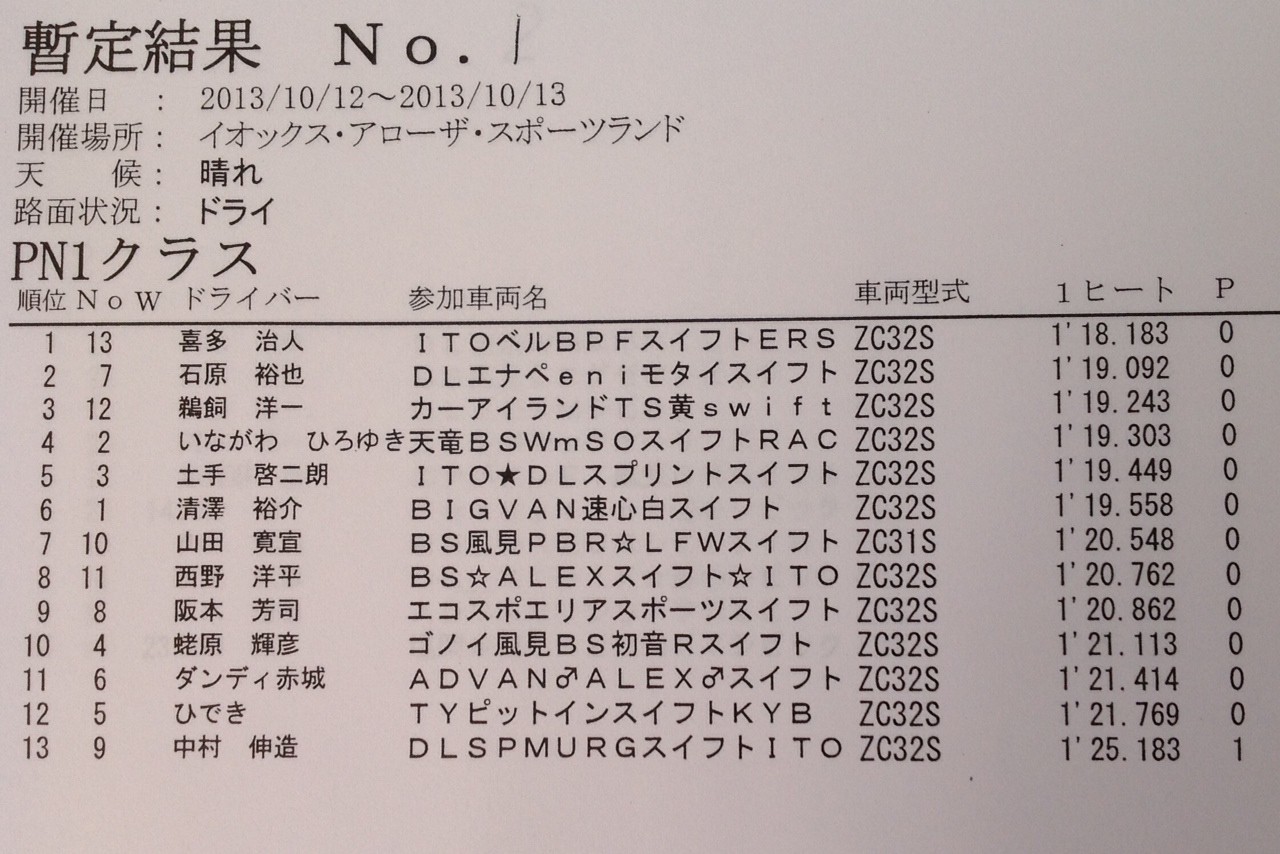 暫定結果 No. 1
開催日 : 2013/10/12～2013/10/13
開催場所: イオックス・アローザ・スポーツランド
天 候: 晴れ
路面状況: ドライ
PN1クラス
順位 No W ドライバー 参加車両名 車両型式 1ヒート P
1 13 喜多 治人 ITOベルBPFスイフトERS ZC32S 1'18.183 0
2 7 石原 裕也 DLエナペeniモタイスイフト ZC32S 1'19.092 0
3 12 鵜飼 洋一 カーアイランドTS黄swift ZC32S 1'19.243 0
4 2 いながわ ひろゆき 天竜BSWmSOスイフトRAC ZC32S 1'19.303 0
5 3 土手 啓二朗 ITO★DLスプリントスイフト ZC32S 1'19.449 0
6 1 清澤 裕介 BIGVAN速心白スイフト ZC32S 1'19.558 0
7 10 山田 寛宣 BS風見PBR☆LFWスイフト ZC31S 1'20.548 0
8 11 西野 洋平 BS☆ALEXスイフト☆ITO ZC32S 1'20.762 0
9 8 阪本 芳司 エコスポエリアスポーツスイフト ZC32S 1'20.862 0
10 4 蛯原 輝彦 ゴノイ風見BS初音Rスイフト ZC32S 1'21.113 0
11 6 ダンディ赤城 ADVAN♂ALEX♂スイフト ZC32S 1'21.414 0
12 5 ひでき TYピットインスイフトKYB ZC32S 1'21.769 0
13 9 中村 伸造 DLSPMURGスイフトITO ZC32S 1'25.183 1